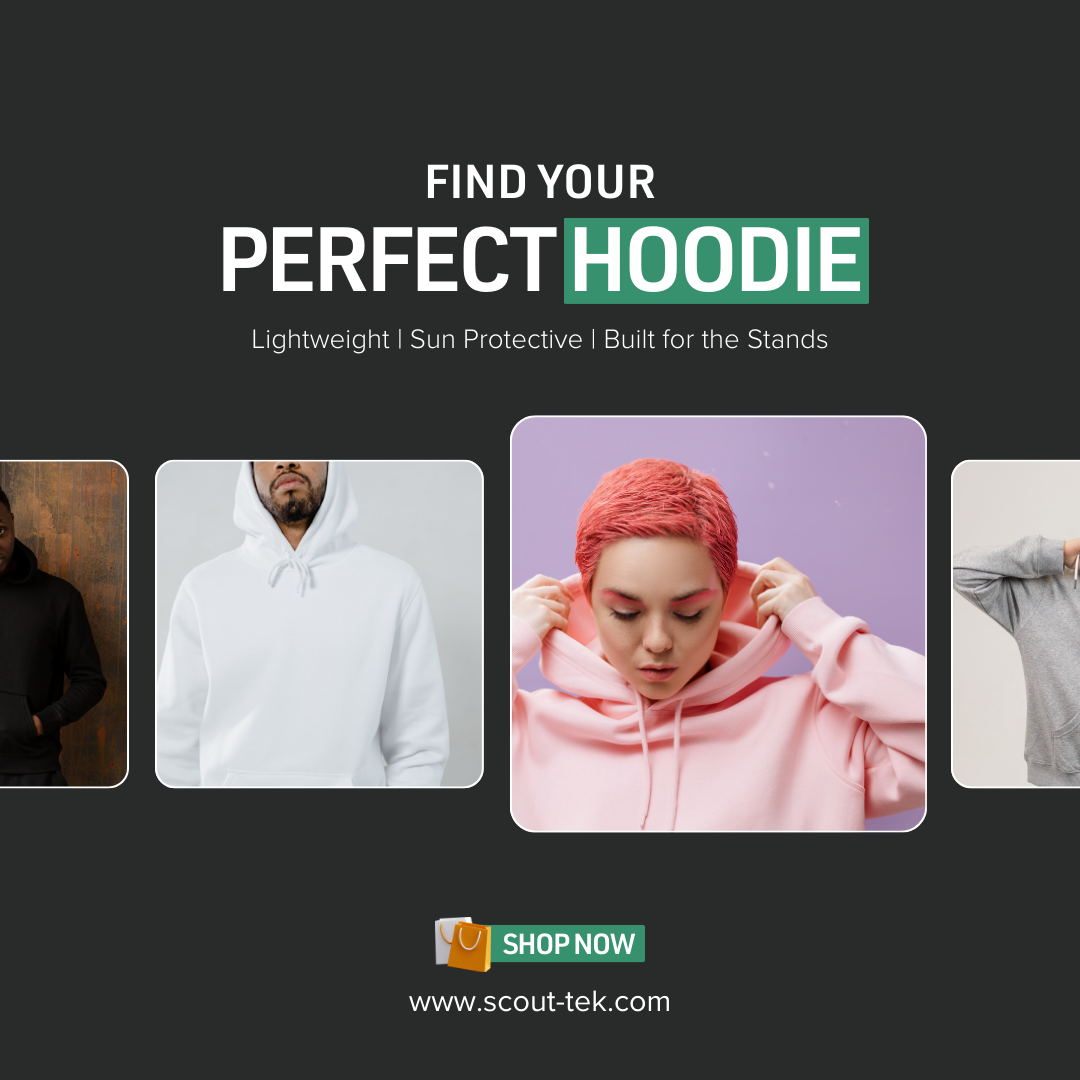 FIND YOUR
PERFECT HOODIE
Lightweight | Sun Protective | Built for the Stands
SHOP NOW
www.scout-tek.com